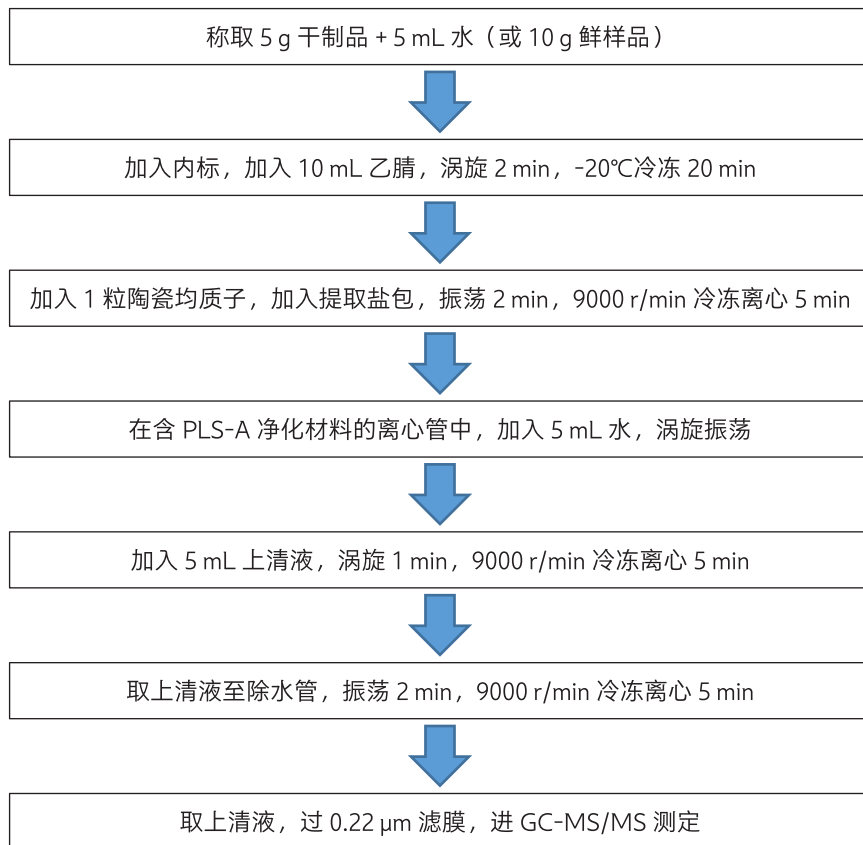 称取 5 g 干制品 + 5 mL 水（或 10 g 鲜样品）
加入内标，加入 10 mL 乙腈，涡旋 2 min，-20℃冷冻 20 min
加入 1 粒陶瓷均质子，加入提取盐包，振荡 2 min，9000 r/min 冷冻离心 5 min
在含 PLS-A 净化材料的离心管中，加入 5 mL 水，涡旋振荡
加入 5 mL 上清液，涡旋 1 min，9000 r/min 冷冻离心 5 min
取上清液至除水管，振荡 2 min，9000 r/min 冷冻离心 5 min
取上清液，过 0.22 μm 滤膜，进 GC-MS/MS 测定